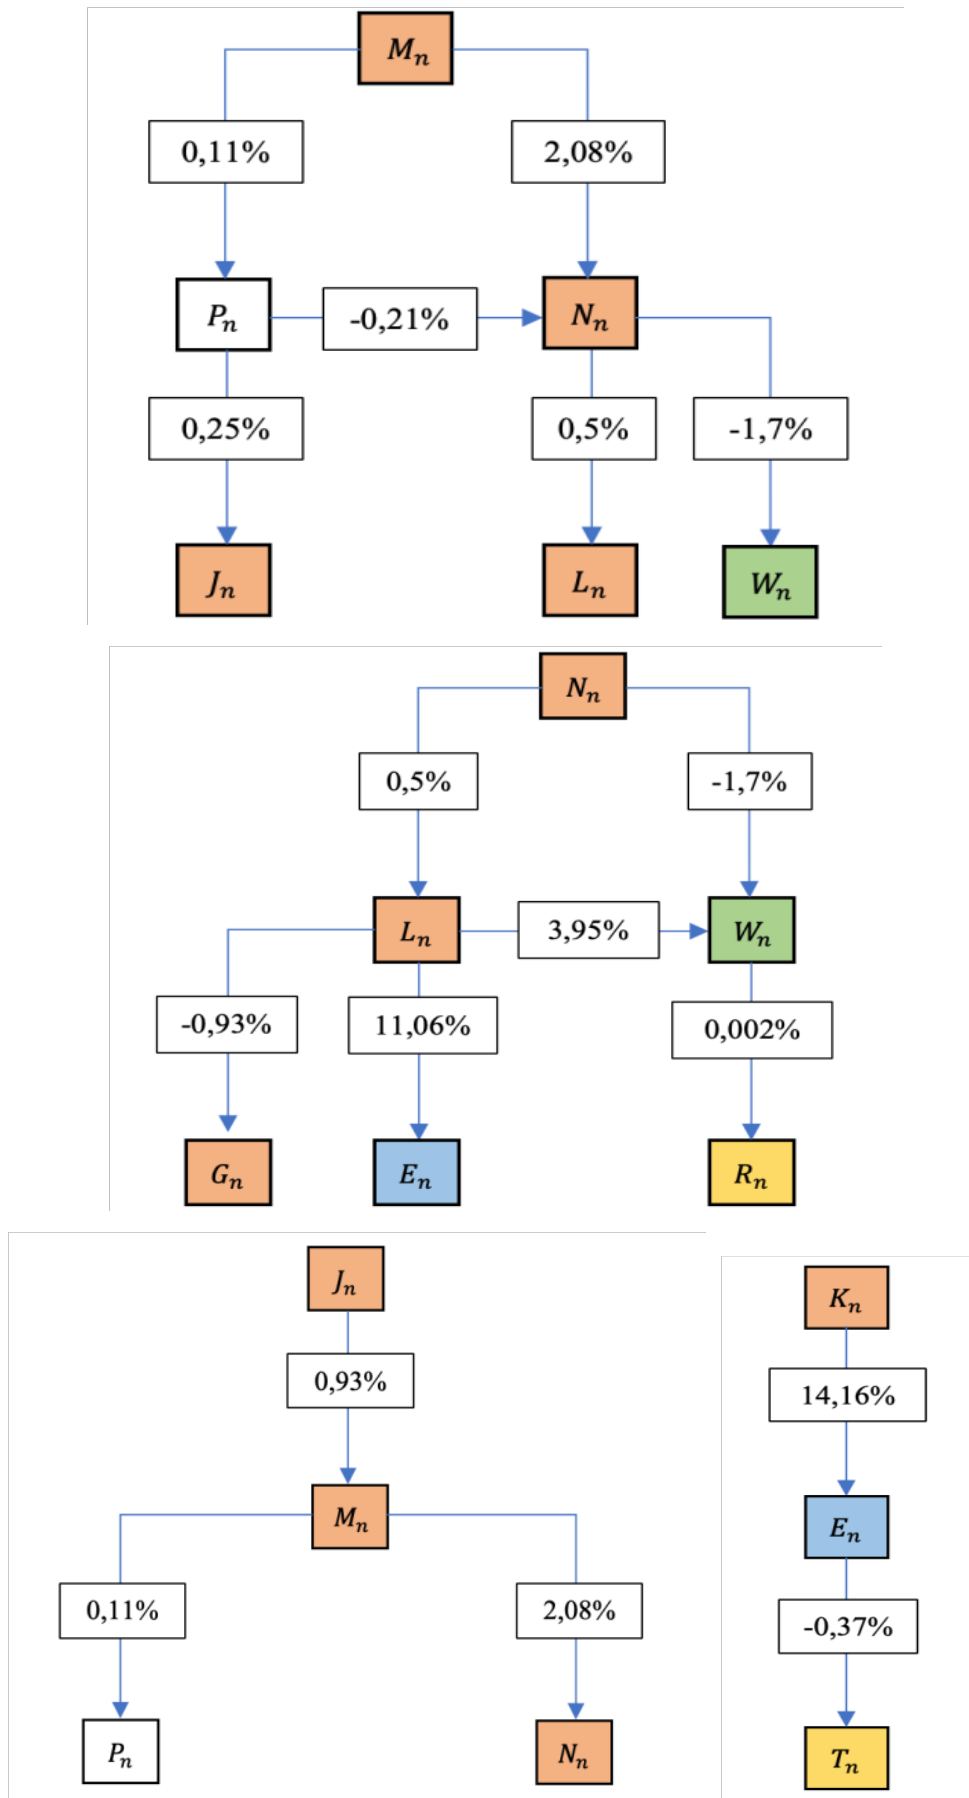 Mₙ
0,11%
2,08%
Pₙ
-0,21%
Nₙ
0,25%
0,5%
-1,7%
Jₙ
Lₙ
Wₙ
Nₙ
0,5%
-1,7%
Lₙ
3,95%
Wₙ
-0,93%
11,06%
0,002%
Gₙ
Eₙ
Rₙ
Jₙ
0,93%
Mₙ
0,11%
2,08%
Pₙ
Nₙ
Kₙ
14,16%
Eₙ
-0,37%
Tₙ